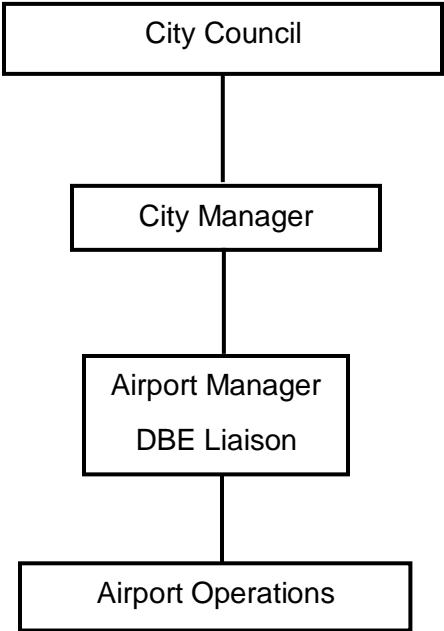 City Council
City Manager
Airport Manager
DBE Liaison
Airport Operations